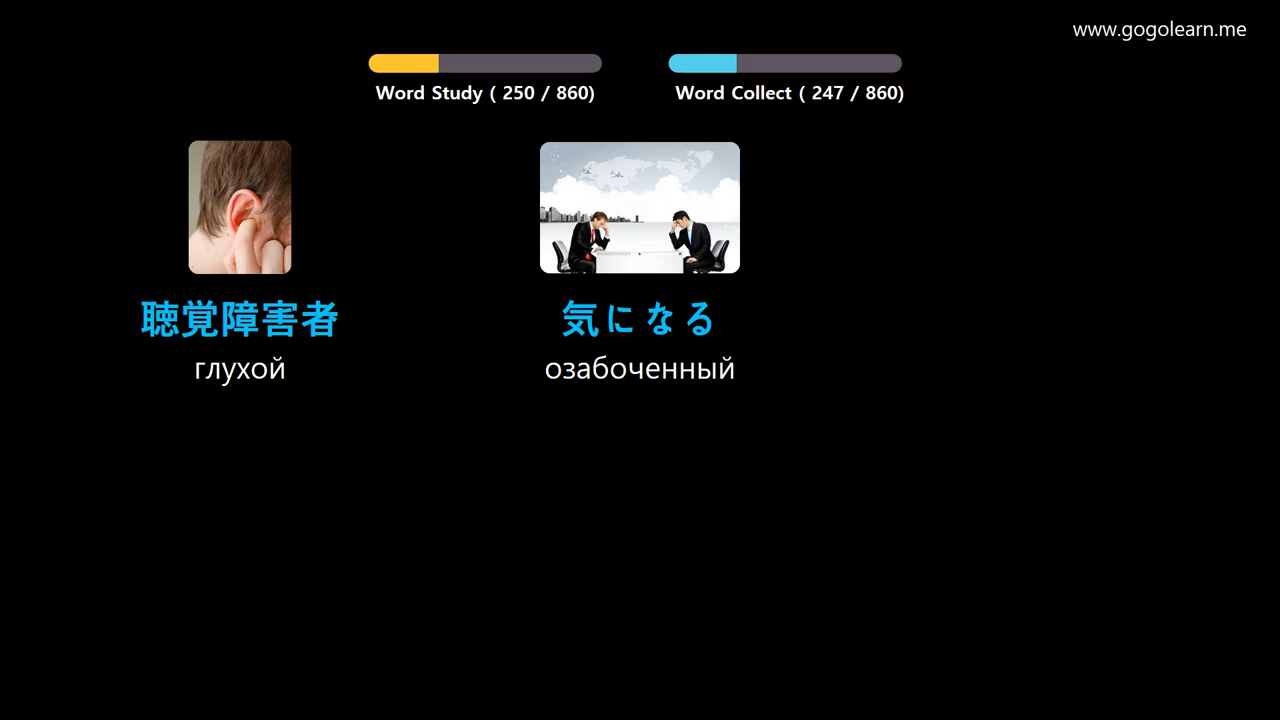 www.gogolearn.me
Word Study ( 250 / 860)
Word Collect ( 247 / 860)
聴覚障害者
глухой
気になる
озабоченный